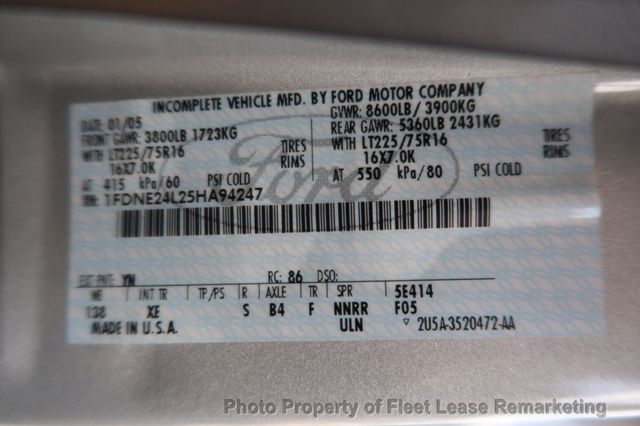 INCOMPLETE VEHICLE MFD. BY FORD MOTOR COMPANY
DATE: 01/05 GVWR: 8600LB / 3900KG
FRONT GAWR: 3800LB 1723KG REAR GAWR: 5360LB 2431KG
WITH LT225/75R16 TIRES WITH LT225/75R16 TIRES
16X7.0K RIMS 16X7.0K RIMS
AT 415 kPa/60 PSI COLD AT 550 kPa/80 PSI COLD
1FDNE24L25HA94247
Ford
EXT PNT: YN RC: 86 DSO:
WB INT TR TP/PS R AXLE TR SPR 5E414
138 XE S B4 F NNRR F05
MADE IN U.S.A. ULN ▽ 2U5A-3520472-AA
Photo Property of Fleet Lease Remarketing